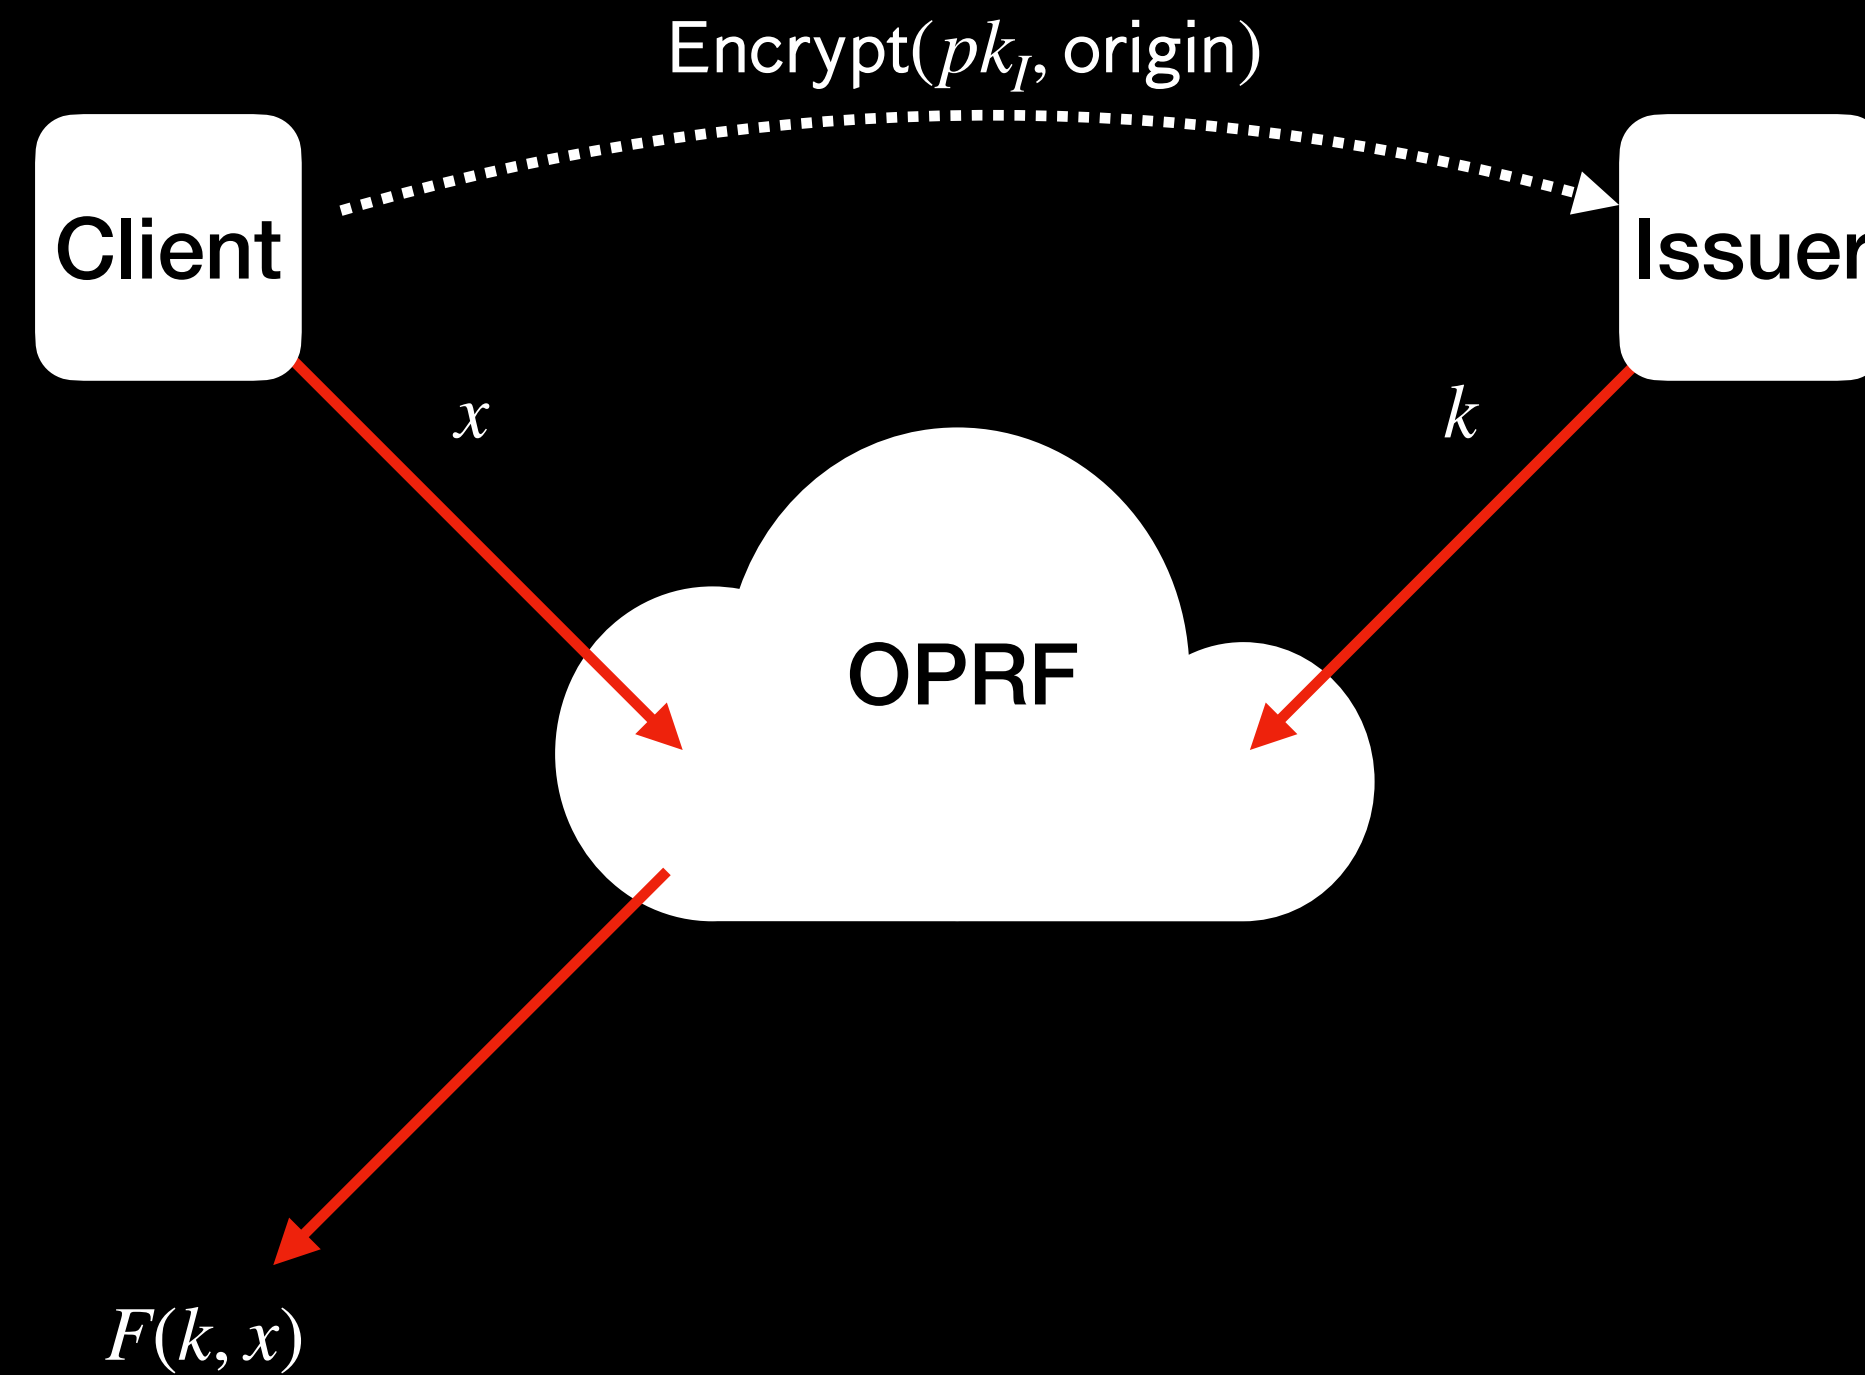 Encrypt(pk_I, origin)
Client
Issuer
x
k
OPRF
F(k, x)